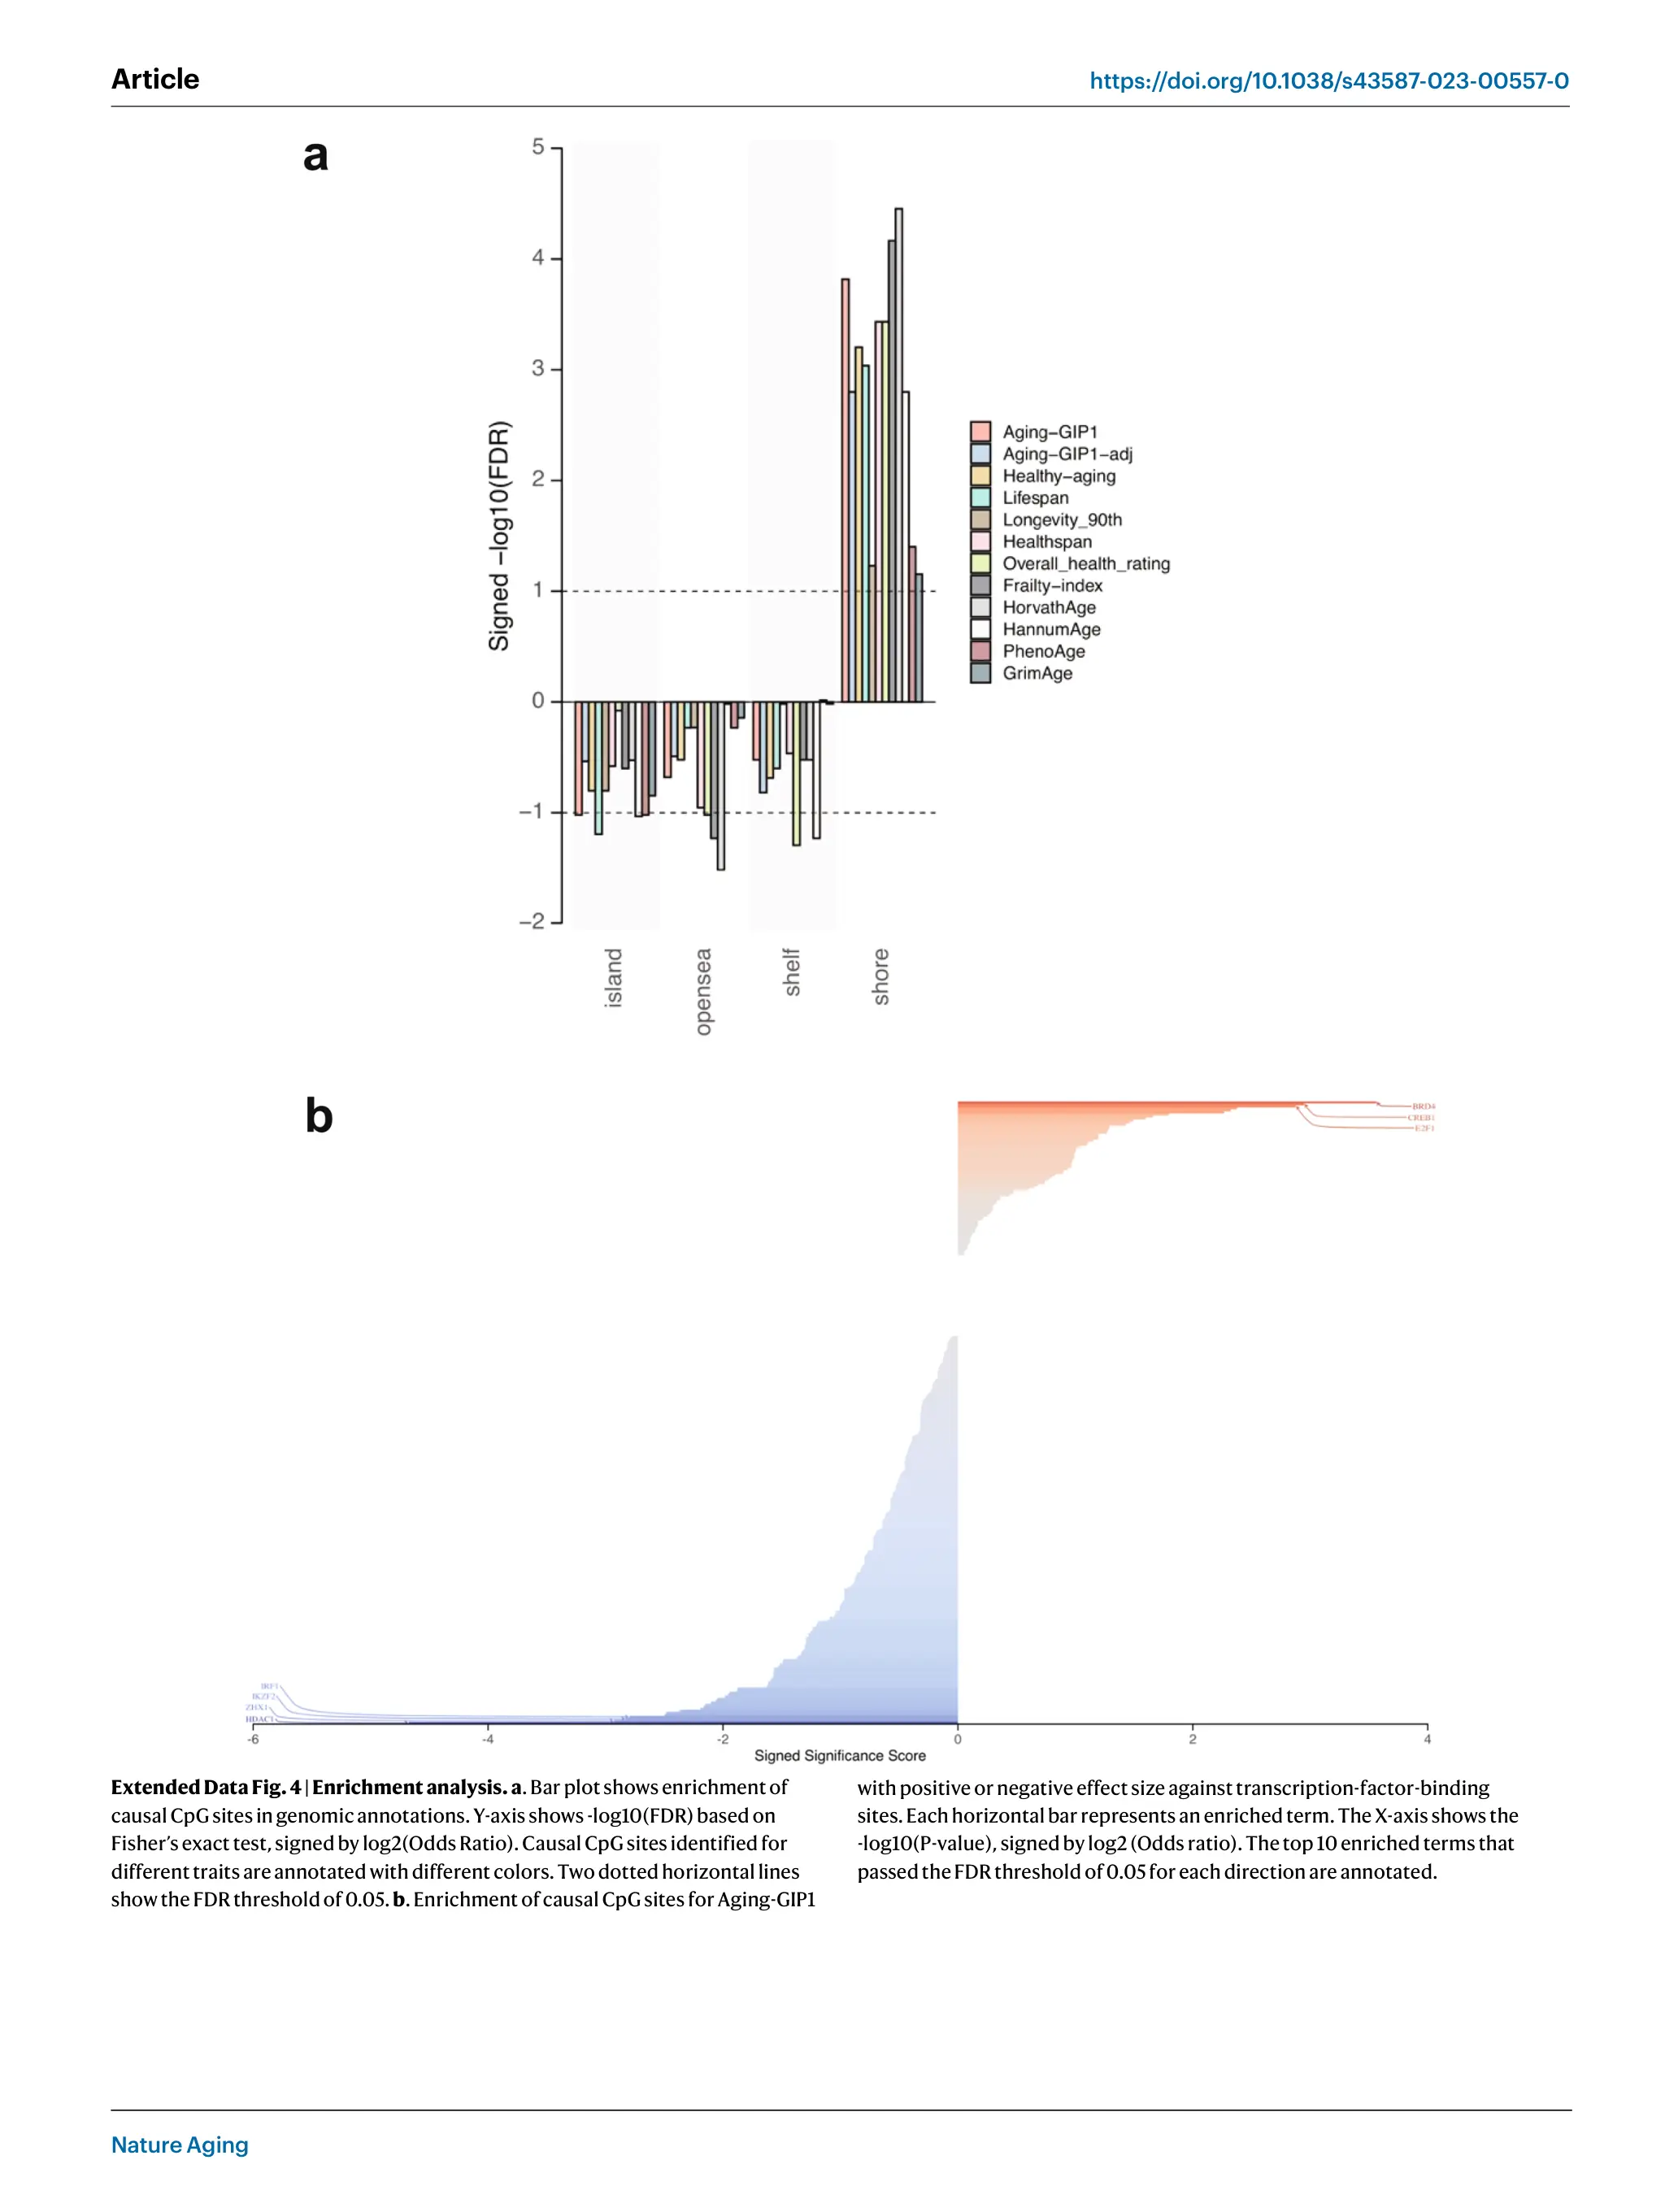 Article
https://doi.org/10.1038/s43587-023-00557-0
a
5
4
3
2
1
0
−1
−2
Signed −log10(FDR)
island
opensea
shelf
shore
Aging−GIP1
Aging−GIP1−adj
Healthy−aging
Lifespan
Longevity_90th
Healthspan
Overall_health_rating
Frailty−index
HorvathAge
HannumAge
PhenoAge
GrimAge
b
BRD4
CREB1
E2F1
IRF1
IKZF2
ZHX1
HDAC1
-6
-4
-2
0
2
4
Signed Significance Score
Extended Data Fig. 4 | Enrichment analysis. a. Bar plot shows enrichment of
causal CpG sites in genomic annotations. Y-axis shows -log10(FDR) based on
Fisher’s exact test, signed by log2(Odds Ratio). Causal CpG sites identified for
different traits are annotated with different colors. Two dotted horizontal lines
show the FDR threshold of 0.05. b. Enrichment of causal CpG sites for Aging-GIP1
with positive or negative effect size against transcription-factor-binding
sites. Each horizontal bar represents an enriched term. The X-axis shows the
-log10(P-value), signed by log2 (Odds ratio). The top 10 enriched terms that
passed the FDR threshold of 0.05 for each direction are annotated.
Nature Aging